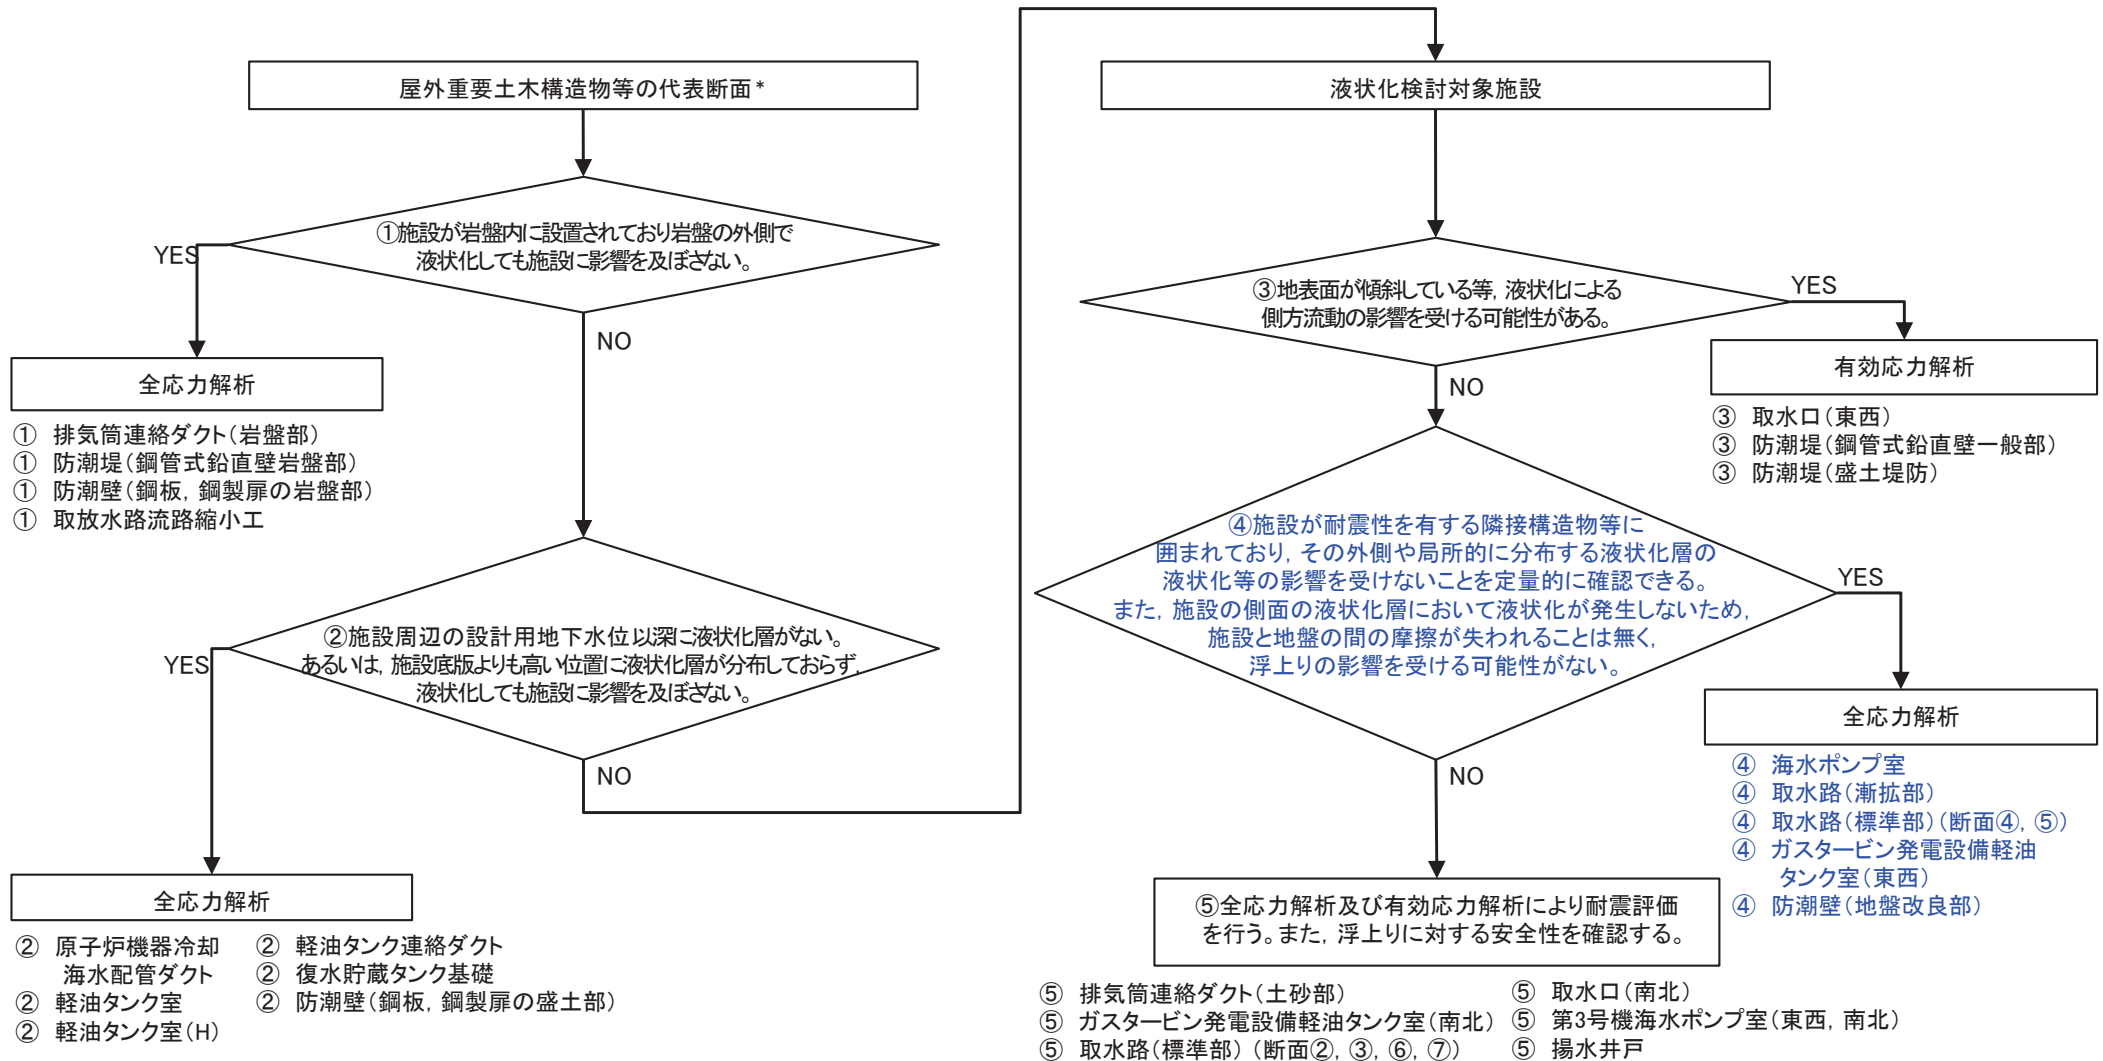 屋外重要土木構造物等の代表断面*
①施設が岩盤内に設置されており岩盤の外側で
液状化しても施設に影響を及ぼさない。
YES
NO
全応力解析
① 排気筒連絡ダクト(岩盤部)
① 防潮堤(鋼管式鉛直壁岩盤部)
① 防潮壁(鋼板, 鋼製扉の岩盤部)
① 取放水路流路縮小工
②施設周辺の設計用地下水位以深に液状化層がない。
あるいは, 施設底版よりも高い位置に液状化層が分布しておらず,
液状化しても施設に影響を及ぼさない。
YES
NO
全応力解析
② 原子炉機器冷却
海水配管ダクト
② 軽油タンク室
② 軽油タンク室(H)
② 軽油タンク連絡ダクト
② 復水貯蔵タンク基礎
② 防潮壁(鋼板, 鋼製扉の盛土部)
液状化検討対象施設
③地表面が傾斜している等, 液状化による
側方流動の影響を受ける可能性がある。
YES
NO
有効応力解析
③ 取水口(東西)
③ 防潮堤(鋼管式鉛直壁一般部)
③ 防潮堤(盛土堤防)
④施設が耐震性を有する隣接構造物等に
囲まれており, その外側や局所的に分布する液状化層の
液状化等の影響を受けないことを定量的に確認できる。
また, 施設の側面の液状化層において液状化が発生しないため,
施設と地盤の間の摩擦が失われることは無く,
浮上りの影響を受ける可能性がない。
YES
NO
全応力解析
④ 海水ポンプ室
④ 取水路(漸拡部)
④ 取水路(標準部)(断面④, ⑤)
④ ガスタービン発電設備軽油
タンク室(東西)
④ 防潮壁(地盤改良部)
⑤全応力解析及び有効応力解析により耐震評価
を行う。また, 浮上りに対する安全性を確認する。
⑤ 排気筒連絡ダクト(土砂部)
⑤ ガスタービン発電設備軽油タンク室(南北)
⑤ 取水路(標準部) (断面②, ③, ⑥, ⑦)
⑤ 取水口(南北)
⑤ 第3号機海水ポンプ室(東西, 南北)
⑤ 揚水井戸